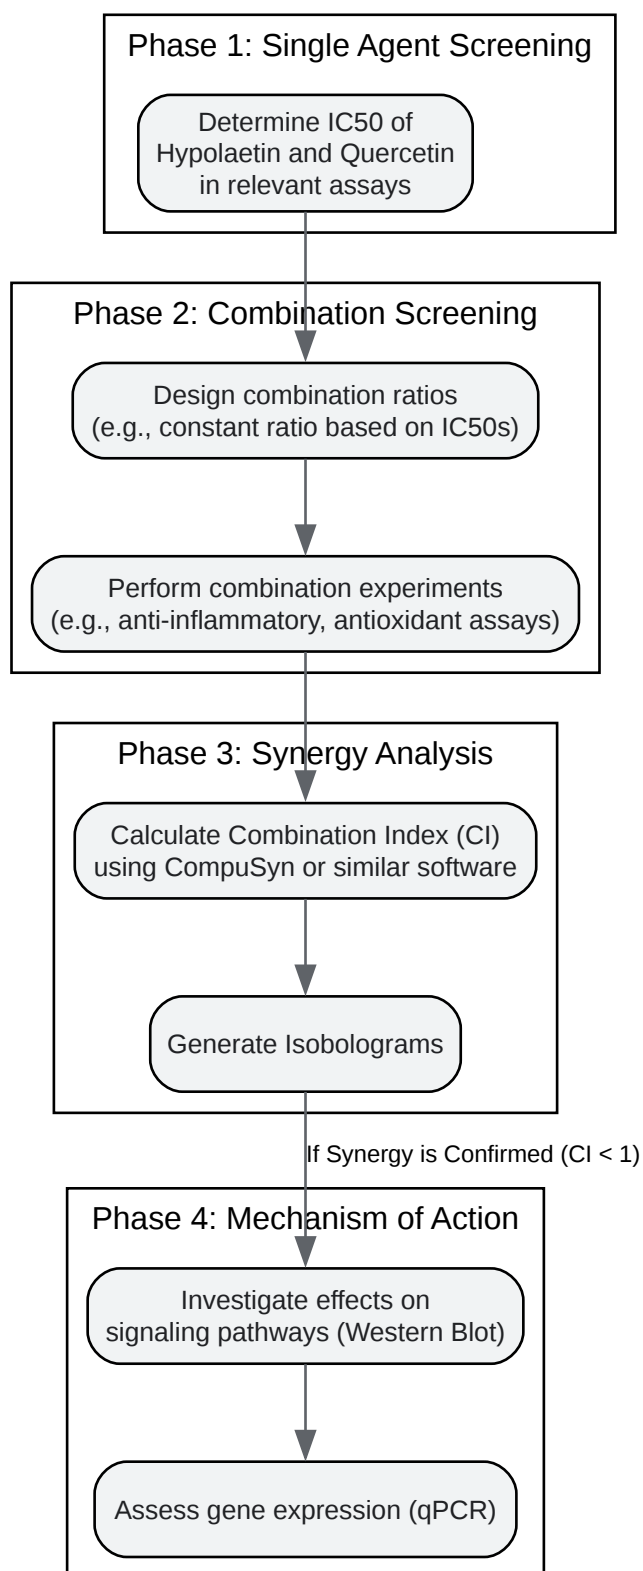 Phase 1: Single Agent Screening
Determine IC50 of
Hypolaetin and Quercetin
in relevant assays
Phase 2: Combination Screening
Design combination ratios
(e.g., constant ratio based on IC50s)
Perform combination experiments
(e.g., anti-inflammatory, antioxidant assays)
Phase 3: Synergy Analysis
Calculate Combination Index (CI)
using CompuSyn or similar software
Generate Isobolograms
If Synergy is Confirmed (CI < 1)
Phase 4: Mechanism of Action
Investigate effects on
signaling pathways (Western Blot)
Assess gene expression (qPCR)